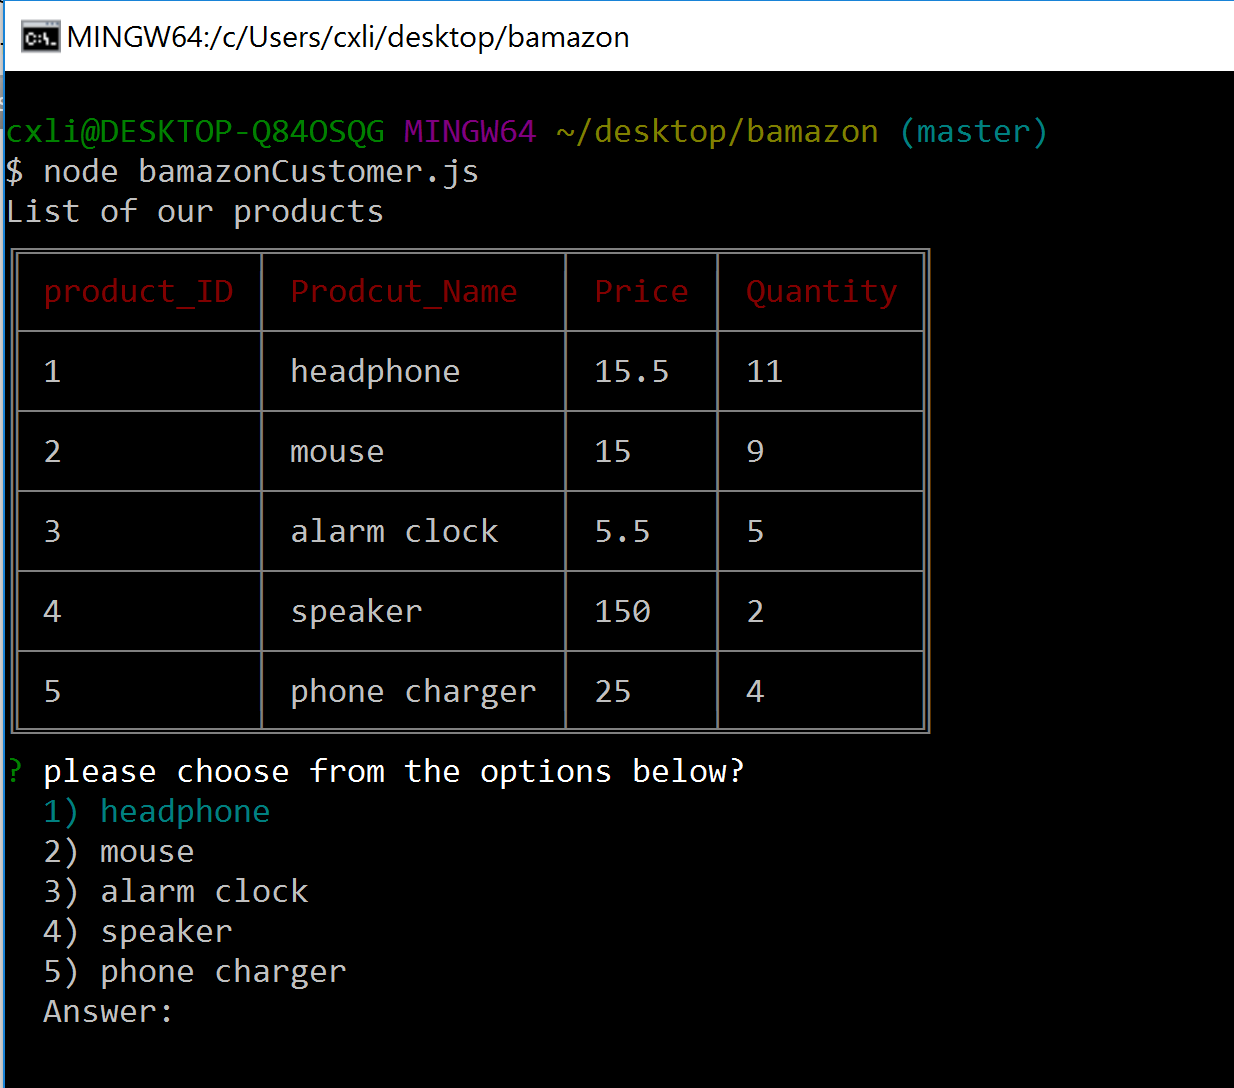 MINGW64:/c/Users/cxli/desktop/bamazon
cxli@DESKTOP-Q84OSQG MINGW64 ~/desktop/bamazon (master)
$ node bamazonCustomer.js
List of our products
product_ID Prodcut_Name Price Quantity
1 headphone 15.5 11
2 mouse 15 9
3 alarm clock 5.5 5
4 speaker 150 2
5 phone charger 25 4
? please choose from the options below?
1) headphone
2) mouse
3) alarm clock
4) speaker
5) phone charger
Answer: